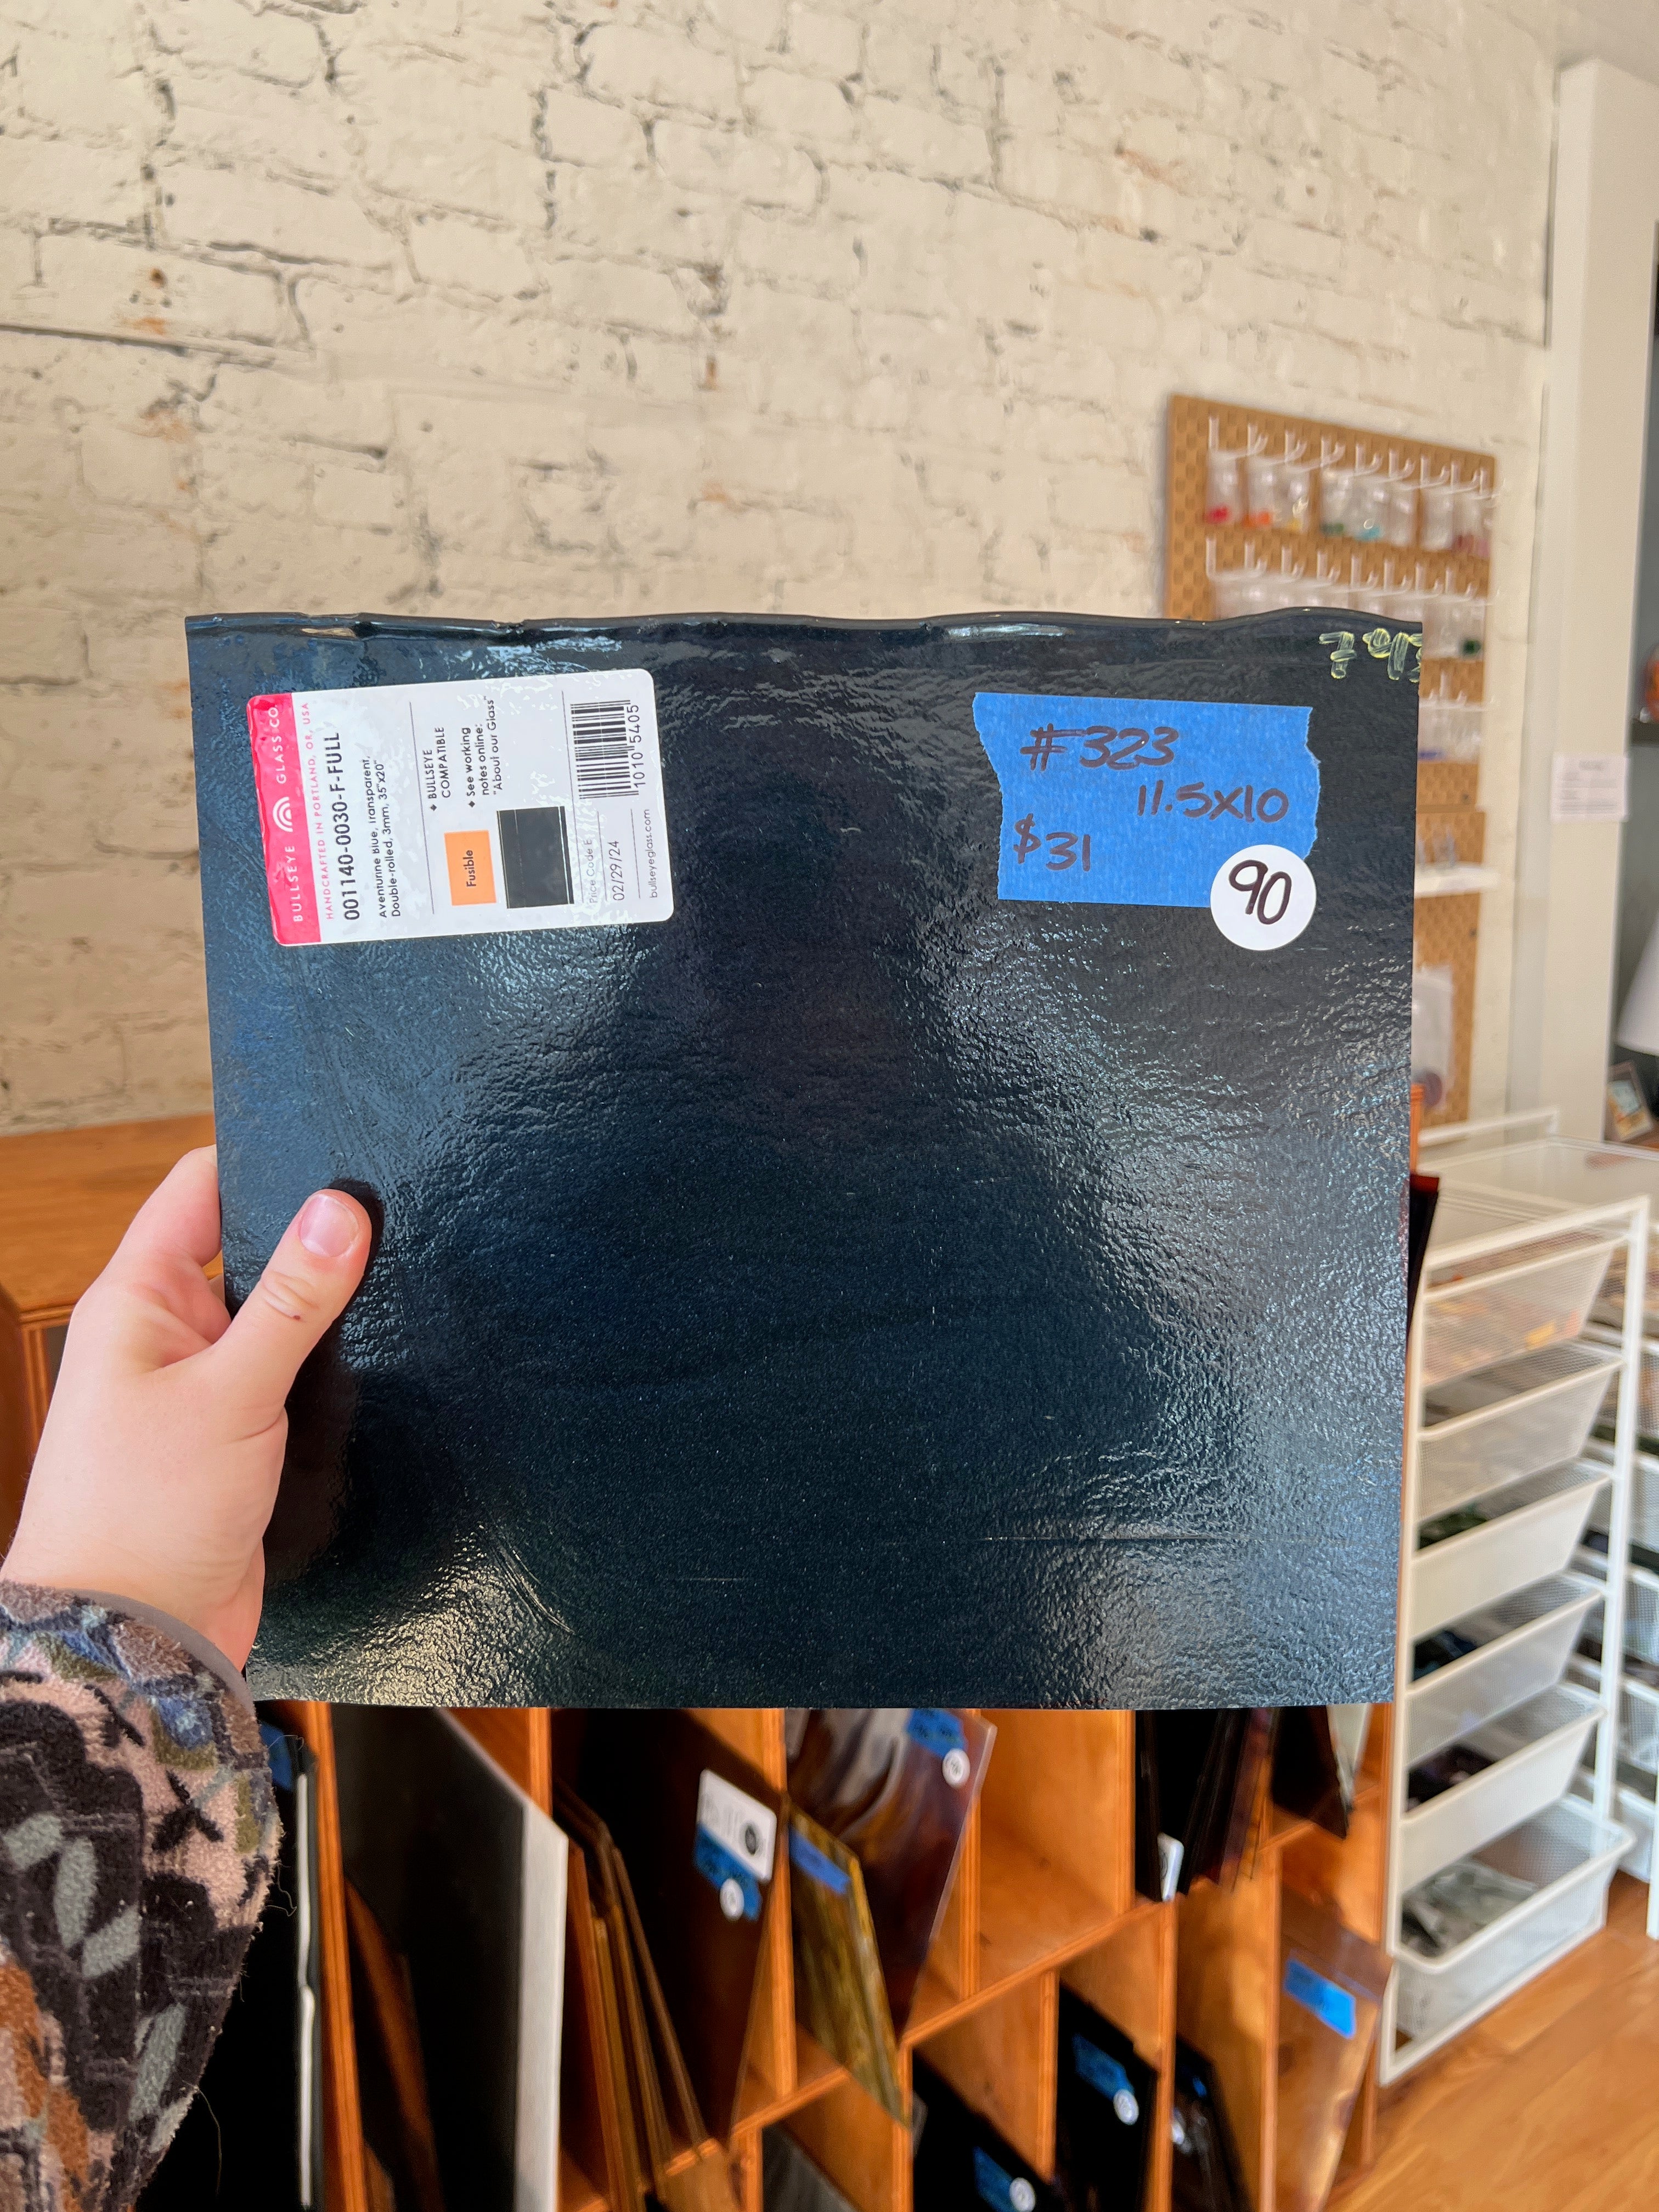 BULLSEYE GLASS CO.
HANDCRAFTED IN PORTLAND, OR, USA
001140-0030-F-FULL
Aventurine Blue, Transparent,
Double-rolled, 3mm, 35"x20"
Fusible
✦ BULLSEYE
COMPATIBLE
✦ See working
notes online:
"About our Glass"
Price Code
02/29/24
bullseyeglass.com
1010 5405
#323
11.5x10
$31
90